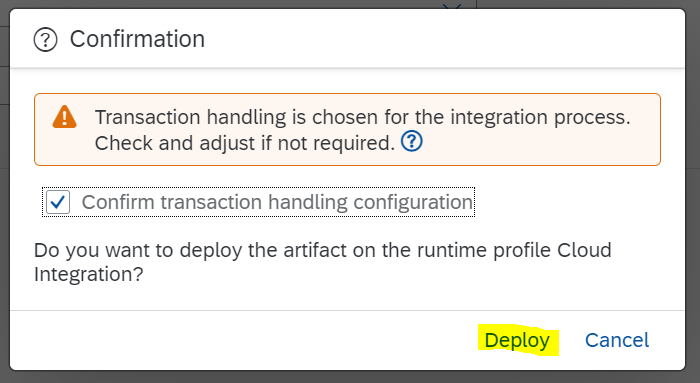 Confirmation
Transaction handling is chosen for the integration process.
Check and adjust if not required.
Confirm transaction handling configuration
Do you want to deploy the artifact on the runtime profile Cloud
Integration?
Deploy Cancel